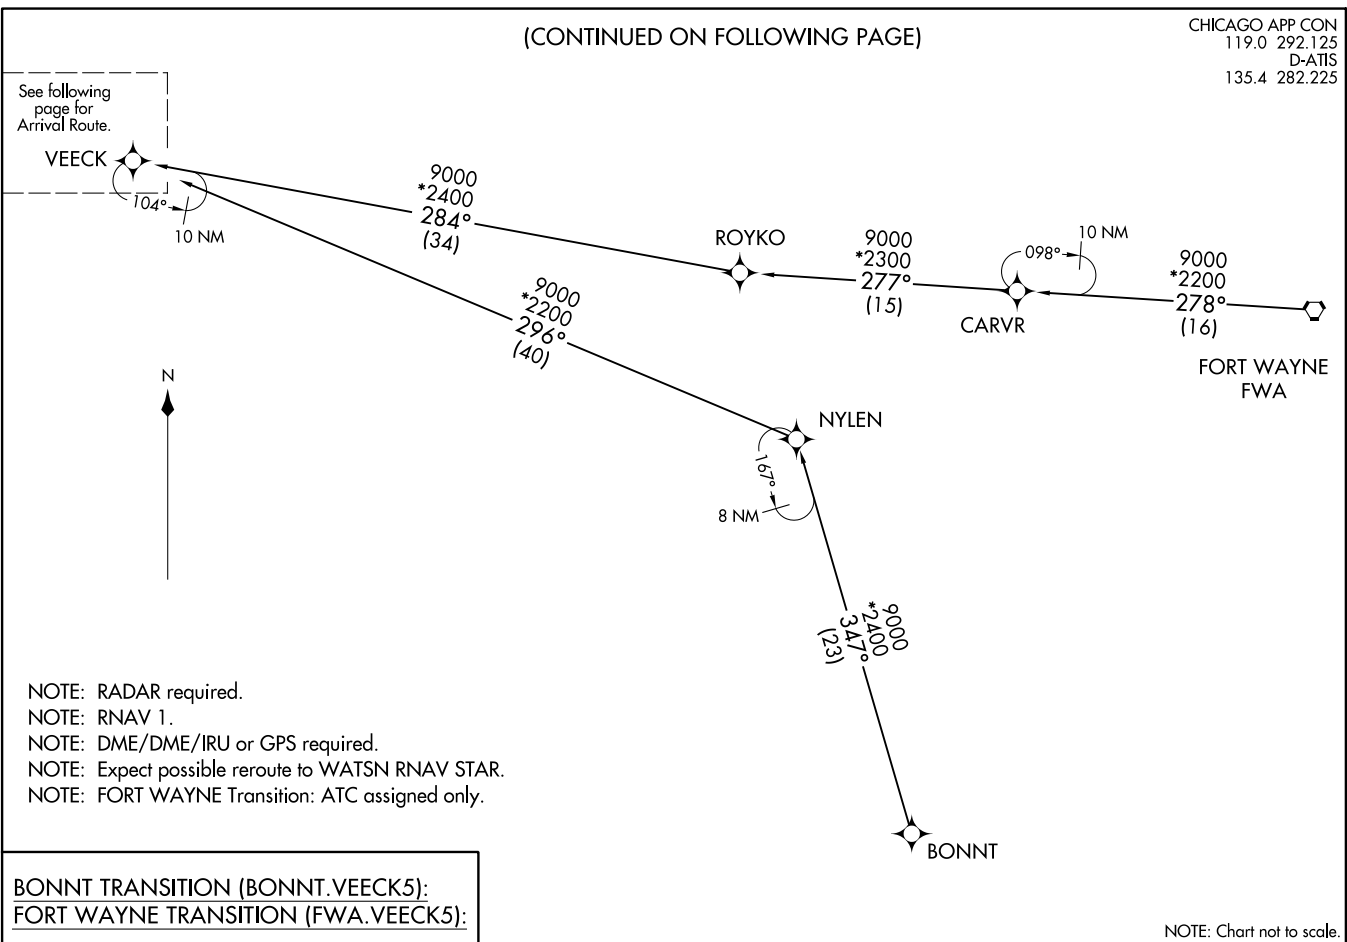 (CONTINUED ON FOLLOWING PAGE)
CHICAGO APP CON
119.0 292.125
D-ATIS
135.4 282.225
See following
page for
Arrival Route.
VEECK
104°
10 NM
9000
*2400
284°
(34)
ROYKO
9000
*2300
277°
(15)
098°
10 NM
CARVR
9000
*2200
278°
(16)
FORT WAYNE
FWA
9000
*2200
296°
(40)
N
NYLEN
167°
8 NM
9000
*2400
347°
(23)
BONNT
NOTE: RADAR required.
NOTE: RNAV 1.
NOTE: DME/DME/IRU or GPS required.
NOTE: Expect possible reroute to WATSN RNAV STAR.
NOTE: FORT WAYNE Transition: ATC assigned only.
BONNT TRANSITION (BONNT.VEECK5):
FORT WAYNE TRANSITION (FWA.VEECK5):
NOTE: Chart not to scale.